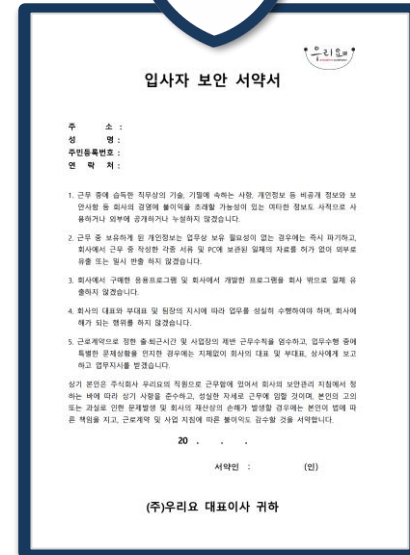 우리요
입사자 보안 서약서
주 소 :
성 명 :
주민등록번호 :
연 락 처 :
1. 근무 중에 습득한 직무상의 기술, 기밀에 속하는 사항, 개인정보 등 비공개 정보와 보
안사항 등 회사의 경영에 불이익을 초래할 가능성이 있는 여타한 정보도 사적으로 사
용하거나 외부에 공개하거나 누설하지 않겠습니다.
2. 근무 중 보유하게 된 개인정보는 업무상 보유 필요성이 없는 경우에는 즉시 파기하고,
회사에서 근무 중 작성한 각종 서류 및 PC에 보관된 일체의 자료를 허가 없이 외부로
유출 또는 일시 반출 하지 않겠습니다.
3. 회사에서 구매한 응용프로그램 및 회사에서 개발한 프로그램을 회사 밖으로 일체 유
출하지 않겠습니다.
4. 회사의 대표와 부대표 및 팀장의 지시에 따라 업무를 성실히 수행하여야 하며, 회사에
해가 되는 행위를 하지 않겠습니다.
5. 근로계약으로 정한 출·퇴근시간 및 사업장의 제반 근무수칙을 엄수하고, 업무수행 중에
특별한 문제상황을 인지한 경우에는 지체없이 회사의 대표 및 부대표, 상사에게 보고
하고 업무지시를 받겠습니다.
상기 본인은 주식회사 우리요의 직원으로 근무함에 있어서 회사의 보안관리 지침에서 정
하는 바에 따라 상기 사항을 준수하고, 성실한 자세로 근무에 임할 것이며, 본인의 고의
또는 과실로 인한 문제발생 및 회사의 재산상의 손해가 발생할 경우에는 본인이 법에 따
른 책임을 지고, 근로계약 및 사업 지침에 따른 불이익도 감수할 것을 서약합니다.
20 . . .
서약인 : (인)
(주)우리요 대표이사 귀하